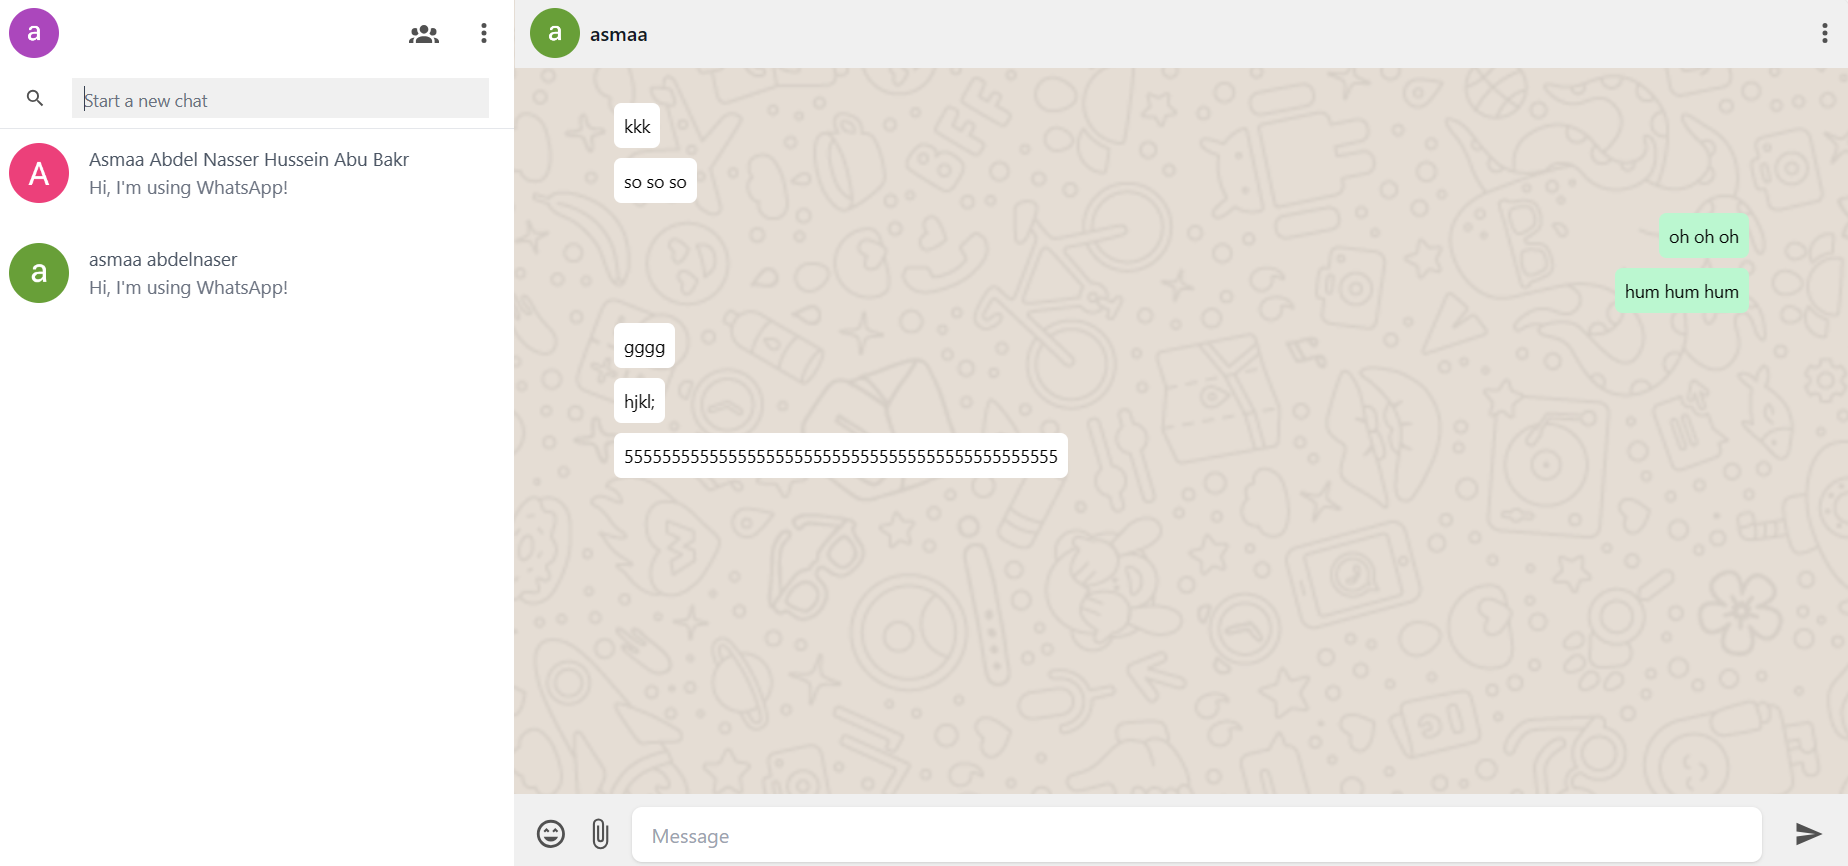 a
Start a new chat
A
Asmaa Abdel Nasser Hussein Abu Bakr
Hi, I'm using WhatsApp!
a
asmaa abdelnaser
Hi, I'm using WhatsApp!
a
asmaa
kkk
so so so
oh oh oh
hum hum hum
gggg
hjkl;
5555555555555555555555555555555555555555555555
Message